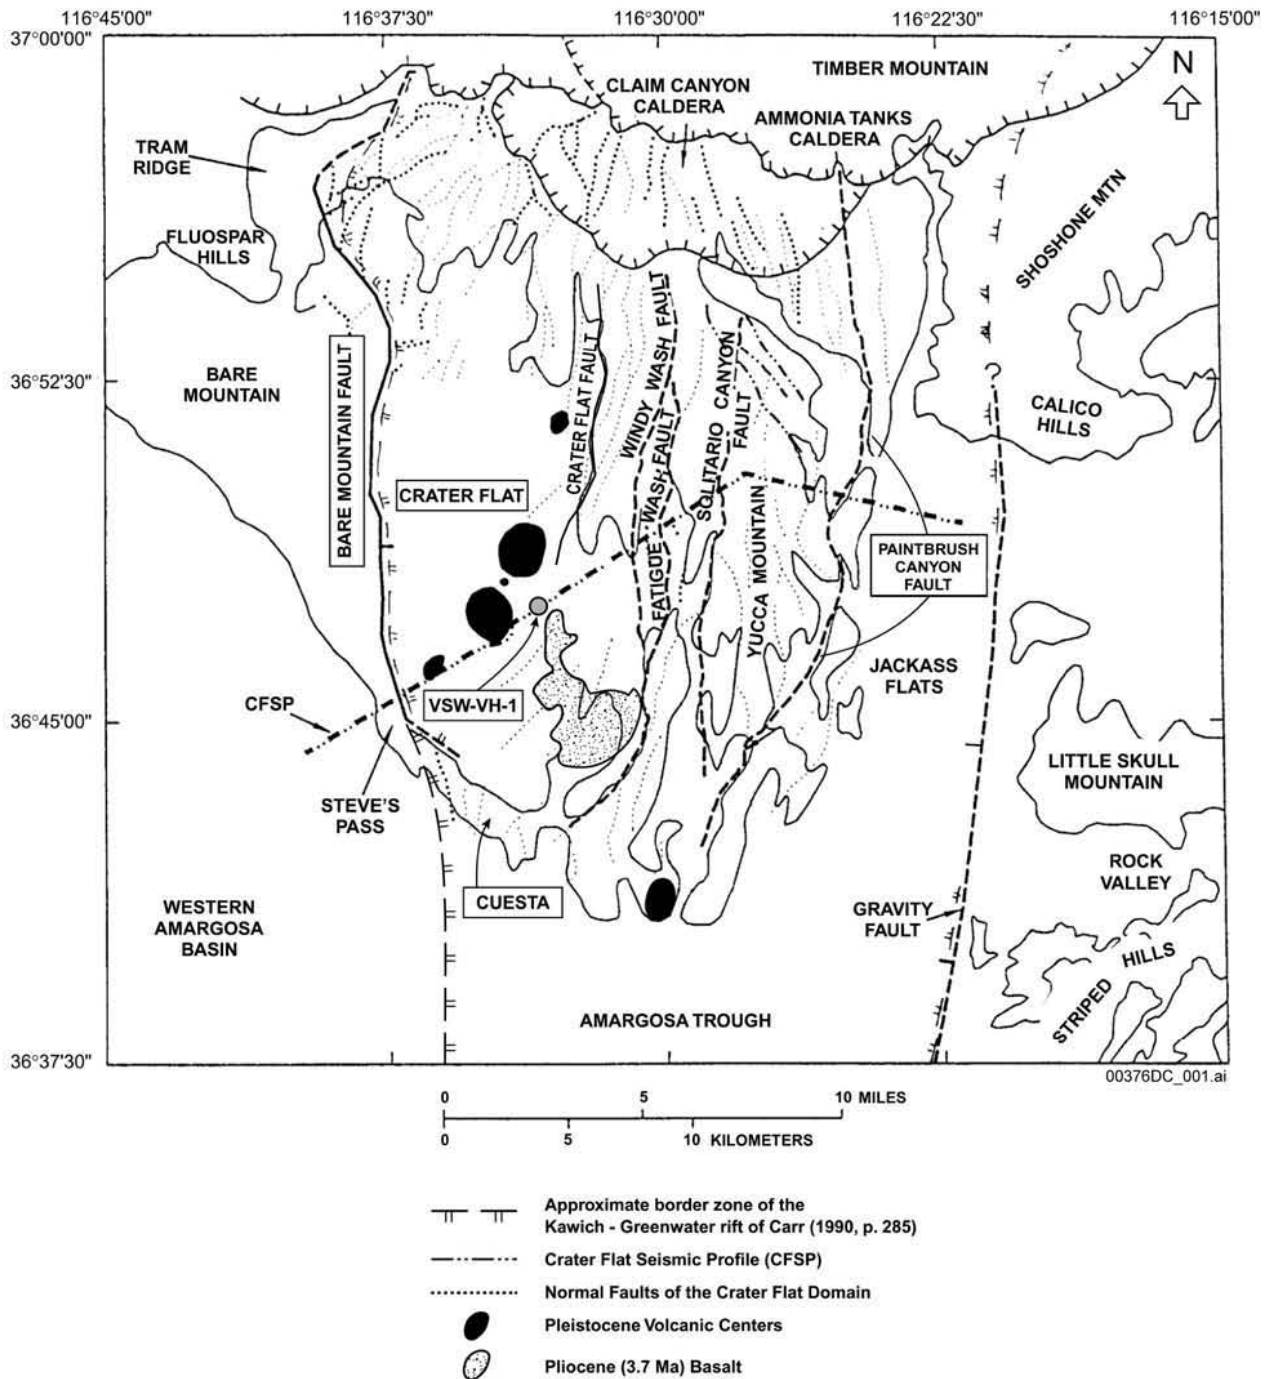 116°45'00"
116°37'30"
116°30'00"
116°22'30"
116°15'00"
37°00'00"
TIMBER MOUNTAIN
N
CLAIM CANYON
CALDERA
AMMONIA TANKS
CALDERA
TRAM
RIDGE
SHOSHONE MTN
FLUOSPAR
HILLS
BARE MOUNTAIN FAULT
CRATER FLAT FAULT
WINDY WASH FAULT
FATIGUE WASH FAULT
SOLITARIO CANYON
FAULT
36°52'30"
BARE
MOUNTAIN
CALICO
HILLS
CRATER FLAT
YUCCA MOUNTAIN
PAINTBRUSH
CANYON
FAULT
JACKASS
FLATS
CFSP
VSW-VH-1
36°45'00"
LITTLE SKULL
MOUNTAIN
STEVE'S
PASS
ROCK
VALLEY
CUESTA
WESTERN
AMARGOSA
BASIN
GRAVITY
FAULT
STRIPED
HILLS
AMARGOSA TROUGH
36°37'30"
00376DC_001.ai
0 5 10 MILES
0 5 10 KILOMETERS
Approximate border zone of the
Kawich - Greenwater rift of Carr (1990, p. 285)
Crater Flat Seismic Profile (CFSP)
Normal Faults of the Crater Flat Domain
Pleistocene Volcanic Centers
Pliocene (3.7 Ma) Basalt